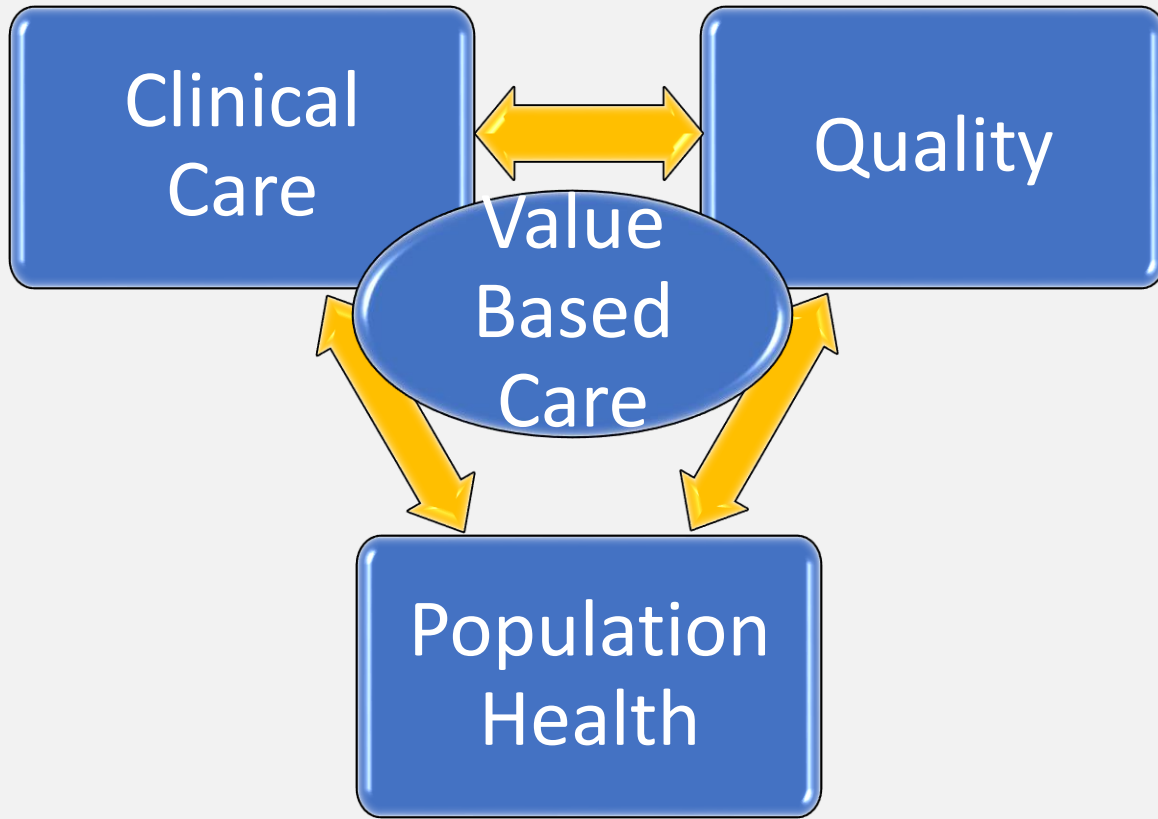 Clinical
Care
Quality
Value
Based
Care
Population
Health